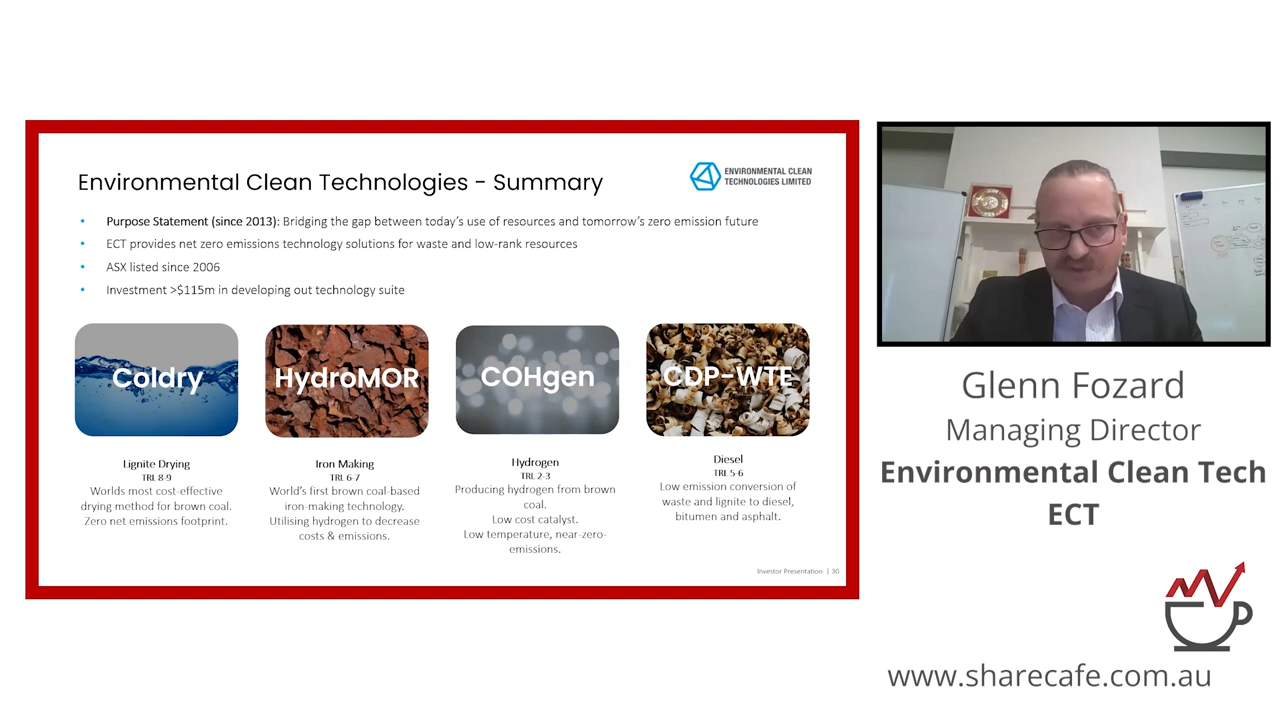 Environmental Clean Technologies - Summary
ENVIRONMENTAL CLEAN
TECHNOLOGIES LIMITED
• Purpose Statement (since 2013): Bridging the gap between today's use of resources and tomorrow's zero emission future
• ECT provides net zero emissions technology solutions for waste and low-rank resources
• ASX listed since 2006
• Investment >$115m in developing out technology suite
Coldry
Lignite Drying
TRL 8-9
Worlds most cost-effective
drying method for brown coal.
Zero net emissions footprint.
HydroMOR
Iron Making
TRL 6-7
World's first brown coal-based
iron-making technology.
Utilising hydrogen to decrease
costs & emissions.
COHgen
Hydrogen
TRL 2-3
Producing hydrogen from brown
coal.
Low cost catalyst.
Low temperature, near-zero-
emissions.
CDP-WTE
Diesel
TRL 5-6
Low emission conversion of
waste and lignite to diesel,
bitumen and asphalt.
Investor Presentation | 30
Glenn Fozard
Managing Director
Environmental Clean Tech
ECT
www.sharecafe.com.au